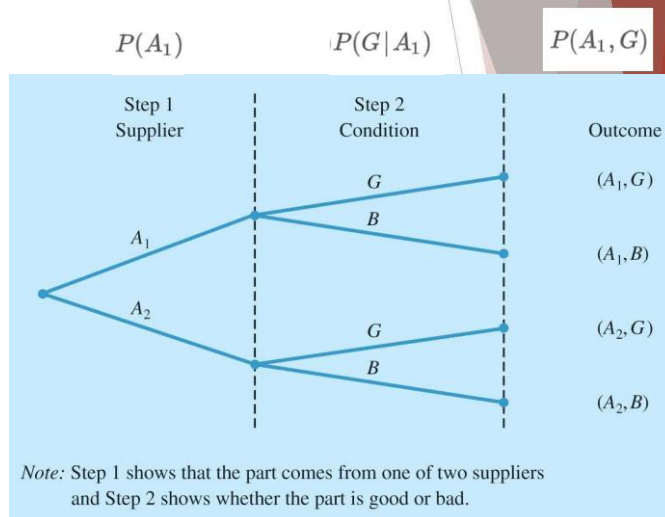 P(A₁) P(G|A₁) P(A₁, G)
Step 1 Step 2
Supplier Condition Outcome
G (A₁, G)
B
A₁ (A₁, B)
A₂ G (A₂, G)
B
(A₂, B)
Note: Step 1 shows that the part comes from one of two suppliers
and Step 2 shows whether the part is good or bad.